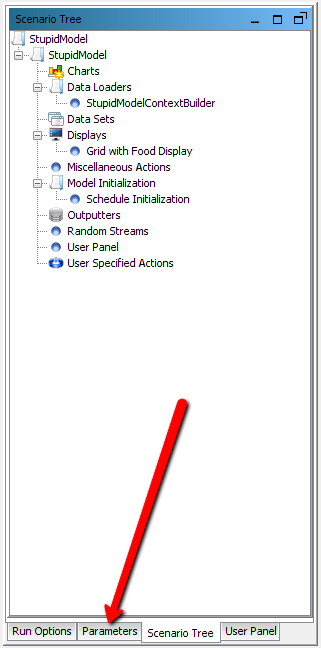 Scenario Tree
StupidModel
StupidModel
Charts
Data Loaders
StupidModelContextBuilder
Data Sets
Displays
Grid with Food Display
Miscellaneous Actions
Model Initialization
Schedule Initialization
Outputters
Random Streams
User Panel
User Specified Actions
Run Options Parameters Scenario Tree User Panel